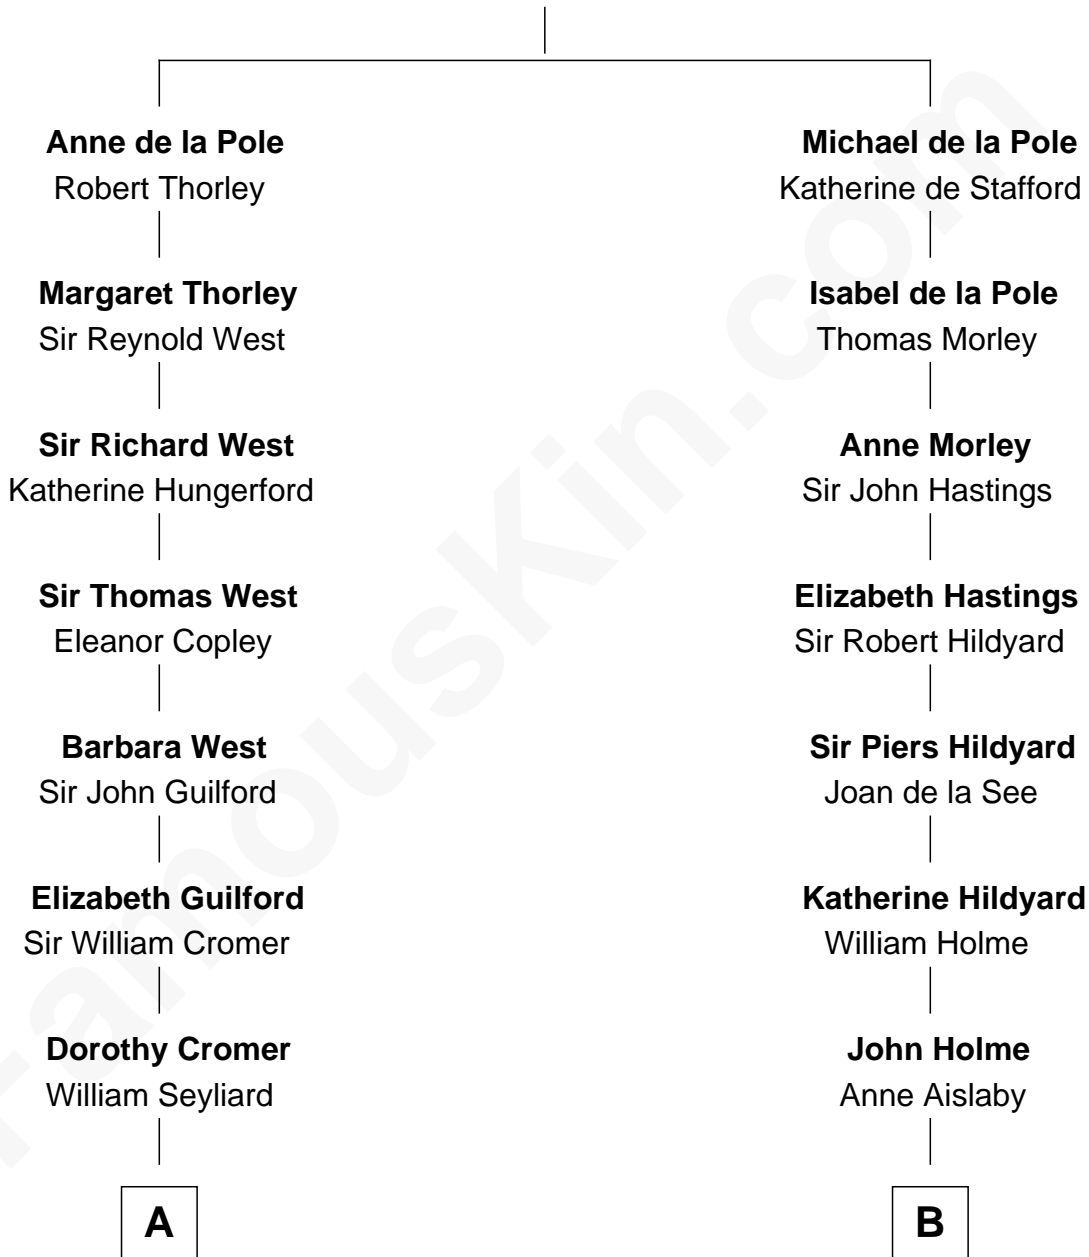 Anne de la Pole
Robert Thorley
Margaret Thorley
Sir Reynold West
Sir Richard West
Katherine Hungerford
Sir Thomas West
Eleanor Copley
Barbara West
Sir John Guilford
Elizabeth Guilford
Sir William Cromer
Dorothy Cromer
William Seyliard
A
Michael de la Pole
Katherine de Stafford
Isabel de la Pole
Thomas Morley
Anne Morley
Sir John Hastings
Elizabeth Hastings
Sir Robert Hildyard
Sir Piers Hildyard
Joan de la See
Katherine Hildyard
William Holme
John Holme
Anne Aislaby
B
FamousKin.com